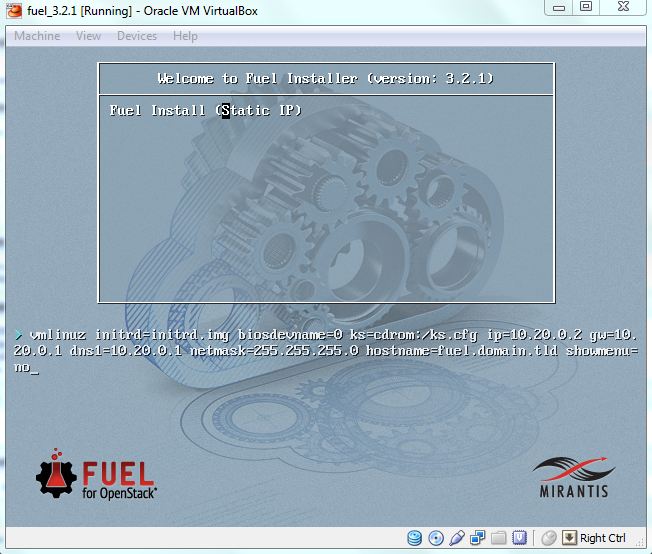 fuel_3.2.1 [Running] - Oracle VM VirtualBox
Machine View Devices Help
Welcome to Fuel Installer (version: 3.2.1)
Fuel Install (Static IP)
> vmlinuz initrd=initrd.img biosdevname=0 ks=cdrom:/ks.cfg ip=10.20.0.2 gw=10.
20.0.1 dns1=10.20.0.1 netmask=255.255.255.0 hostname=fuel.domain.tld showmenu=
no_
FUEL
for OpenStack
MIRANTIS
Right Ctrl